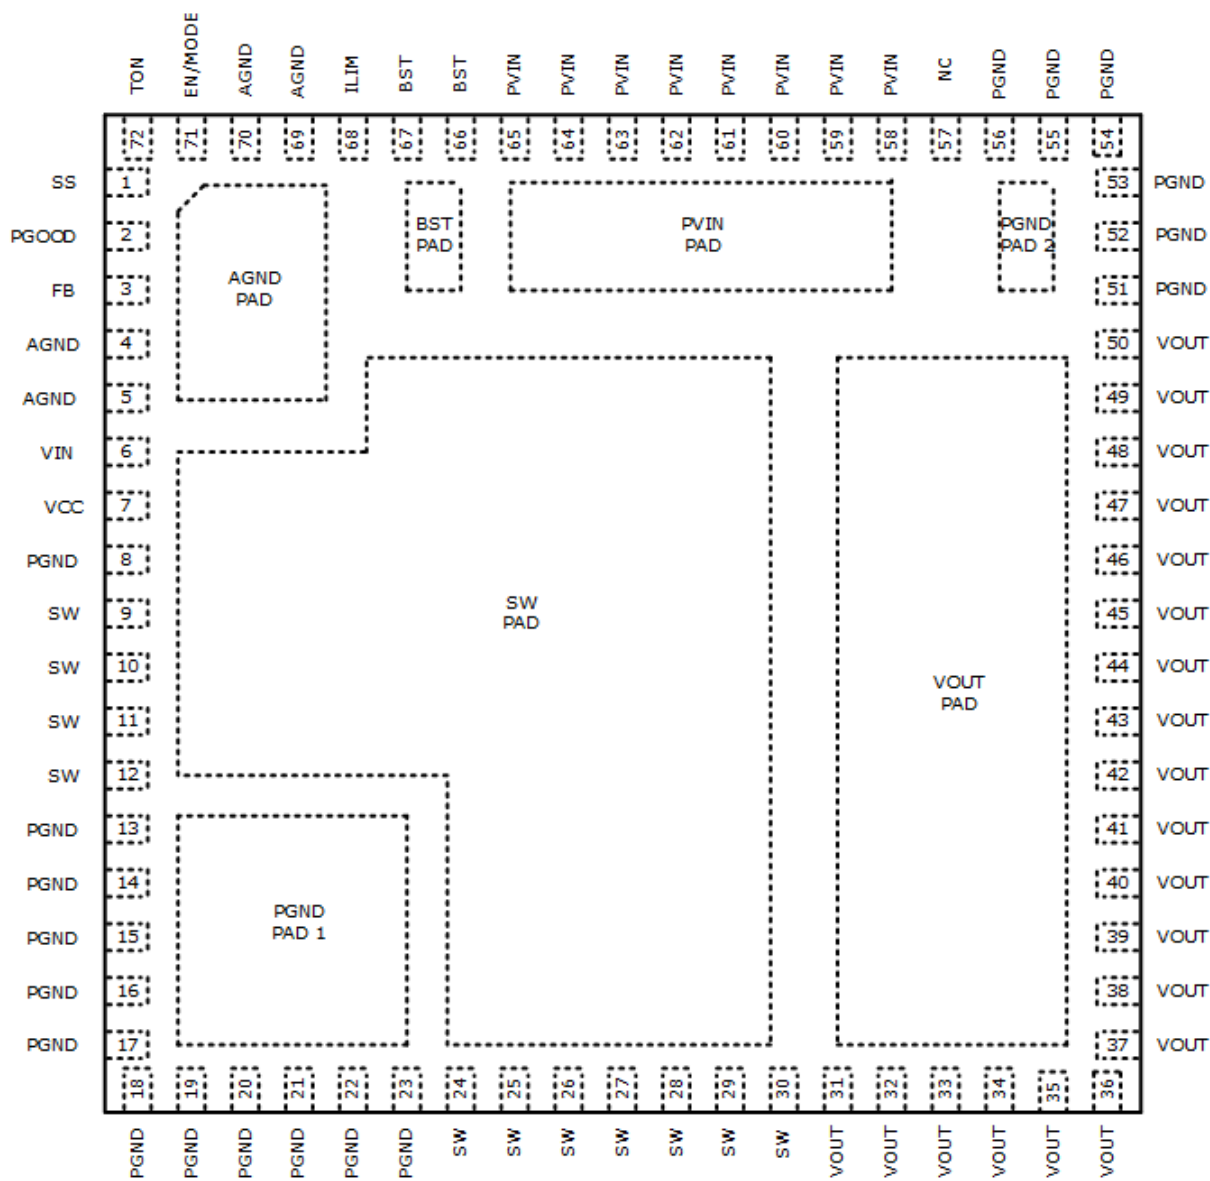 TON
EN/MODE
AGND
AGND
ILIM
BST
BST
PVIN
PVIN
PVIN
PVIN
PVIN
PVIN
PVIN
PVIN
NC
PGND
PGND
PGND
72
71
70
69
68
67
66
65
64
63
62
61
60
59
58
57
56
55
54
SS 1
PGOOD 2
FB 3
AGND 4
AGND 5
VIN 6
VCC 7
PGND 8
SW 9
SW 10
SW 11
SW 12
PGND 13
PGND 14
PGND 15
PGND 16
PGND 17
AGND
PAD
BST
PAD
PVIN
PAD
PGND
PAD 2
SW
PAD
VOUT
PAD
PGND
PAD 1
53 PGND
52 PGND
51 PGND
50 VOUT
49 VOUT
48 VOUT
47 VOUT
46 VOUT
45 VOUT
44 VOUT
43 VOUT
42 VOUT
41 VOUT
40 VOUT
39 VOUT
38 VOUT
37 VOUT
18
19
20
21
22
23
24
25
26
27
28
29
30
31
32
33
34
35
36
PGND
PGND
PGND
PGND
PGND
PGND
SW
SW
SW
SW
SW
SW
SW
VOUT
VOUT
VOUT
VOUT
VOUT
VOUT